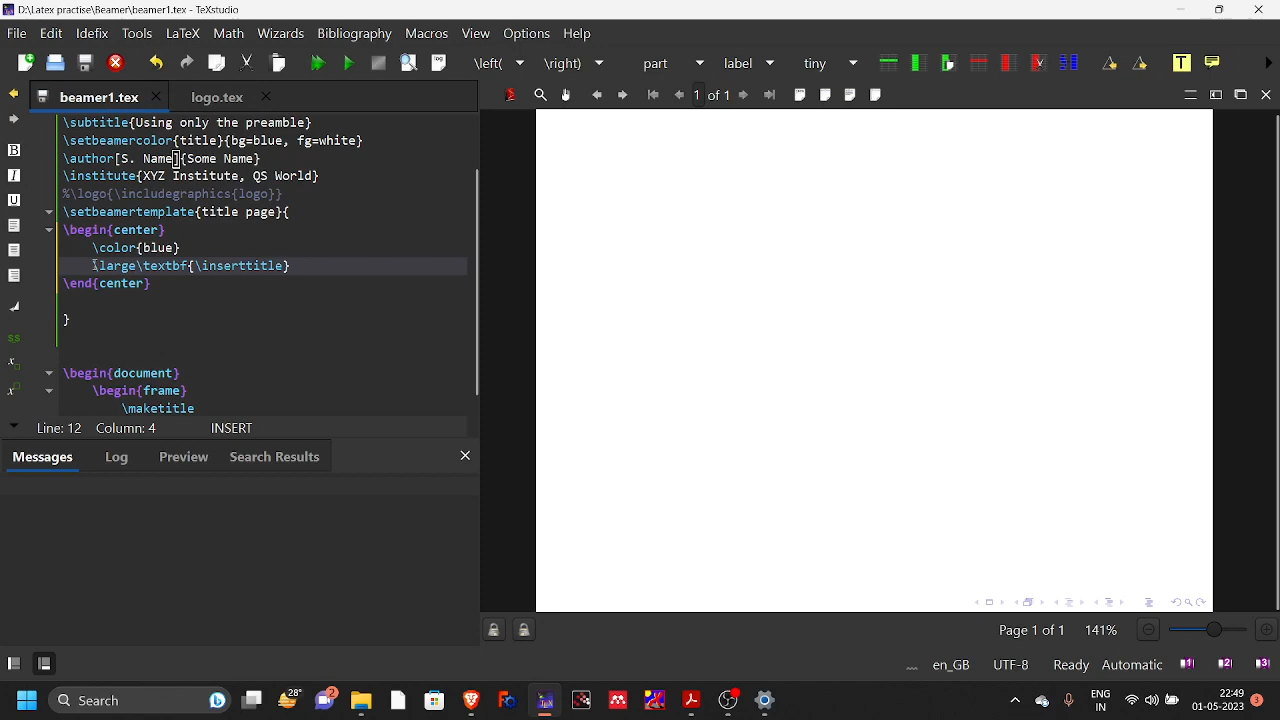 D:\Latex practise\Beamer\beamer1.tex - TeXstudio
File Edit Idefix Tools LaTeX Math Wizards Bibliography Macros View Options Help
\left( \right) part label tiny
beamer1.tex logo.tex
1 of 1
\subtitle{Using only the preamble}
\setbeamercolor{title}{bg=blue, fg=white}
\author[S. Name]{Some Name}
\institute{XYZ Institute, QS World}
%\logo{\includegraphics{logo}}
\setbeamertemplate{title page}{
\begin{center}
\color{blue}
\large\textbf{\inserttitle}
\end{center}
}
\begin{document}
\begin{frame}
\maketitle
Line: 12 Column: 4 INSERT
Messages Log Preview Search Results
Page 1 of 1 141%
en_GB UTF-8 Ready Automatic 1 2 3
Search 28° 2 ENG IN 22:49 01-05-2023 3